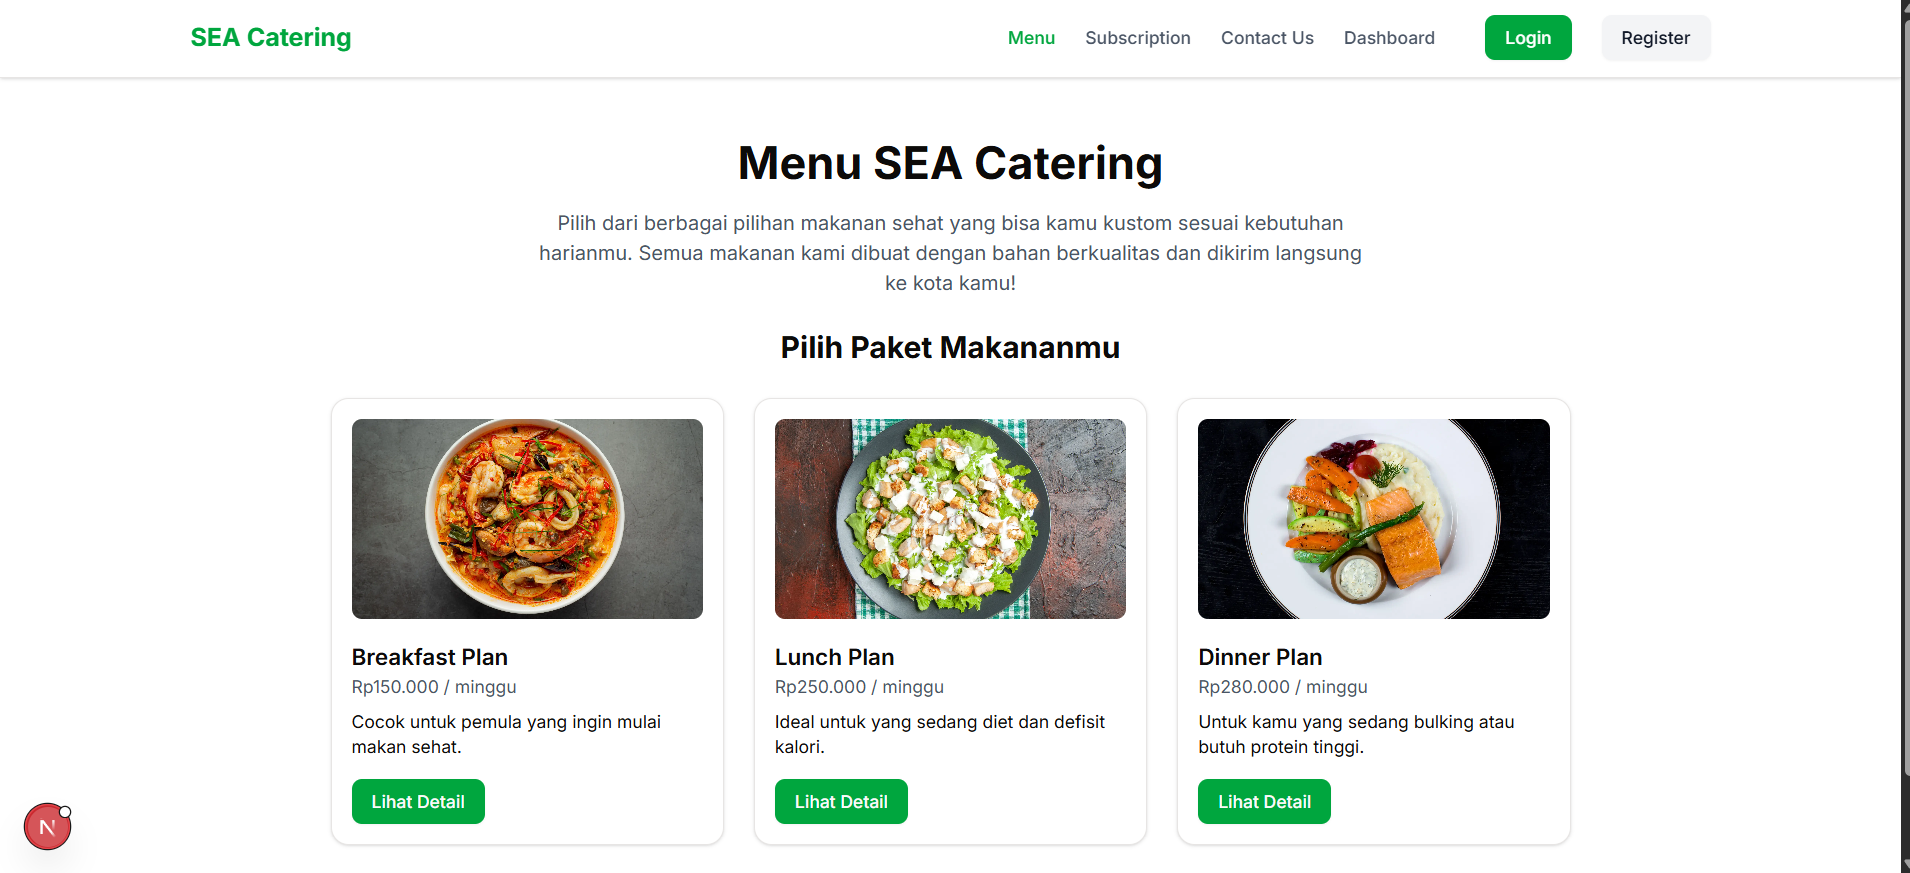 SEA Catering
Menu
Subscription
Contact Us
Dashboard
Login
Register
Menu SEA Catering
Pilih dari berbagai pilihan makanan sehat yang bisa kamu kustom sesuai kebutuhan
harianmu. Semua makanan kami dibuat dengan bahan berkualitas dan dikirim langsung
ke kota kamu!
Pilih Paket Makananmu
Breakfast Plan
Rp150.000 / minggu
Cocok untuk pemula yang ingin mulai
makan sehat.
Lihat Detail
Lunch Plan
Rp250.000 / minggu
Ideal untuk yang sedang diet dan defisit
kalori.
Lihat Detail
Dinner Plan
Rp280.000 / minggu
Untuk kamu yang sedang bulking atau
butuh protein tinggi.
Lihat Detail
N